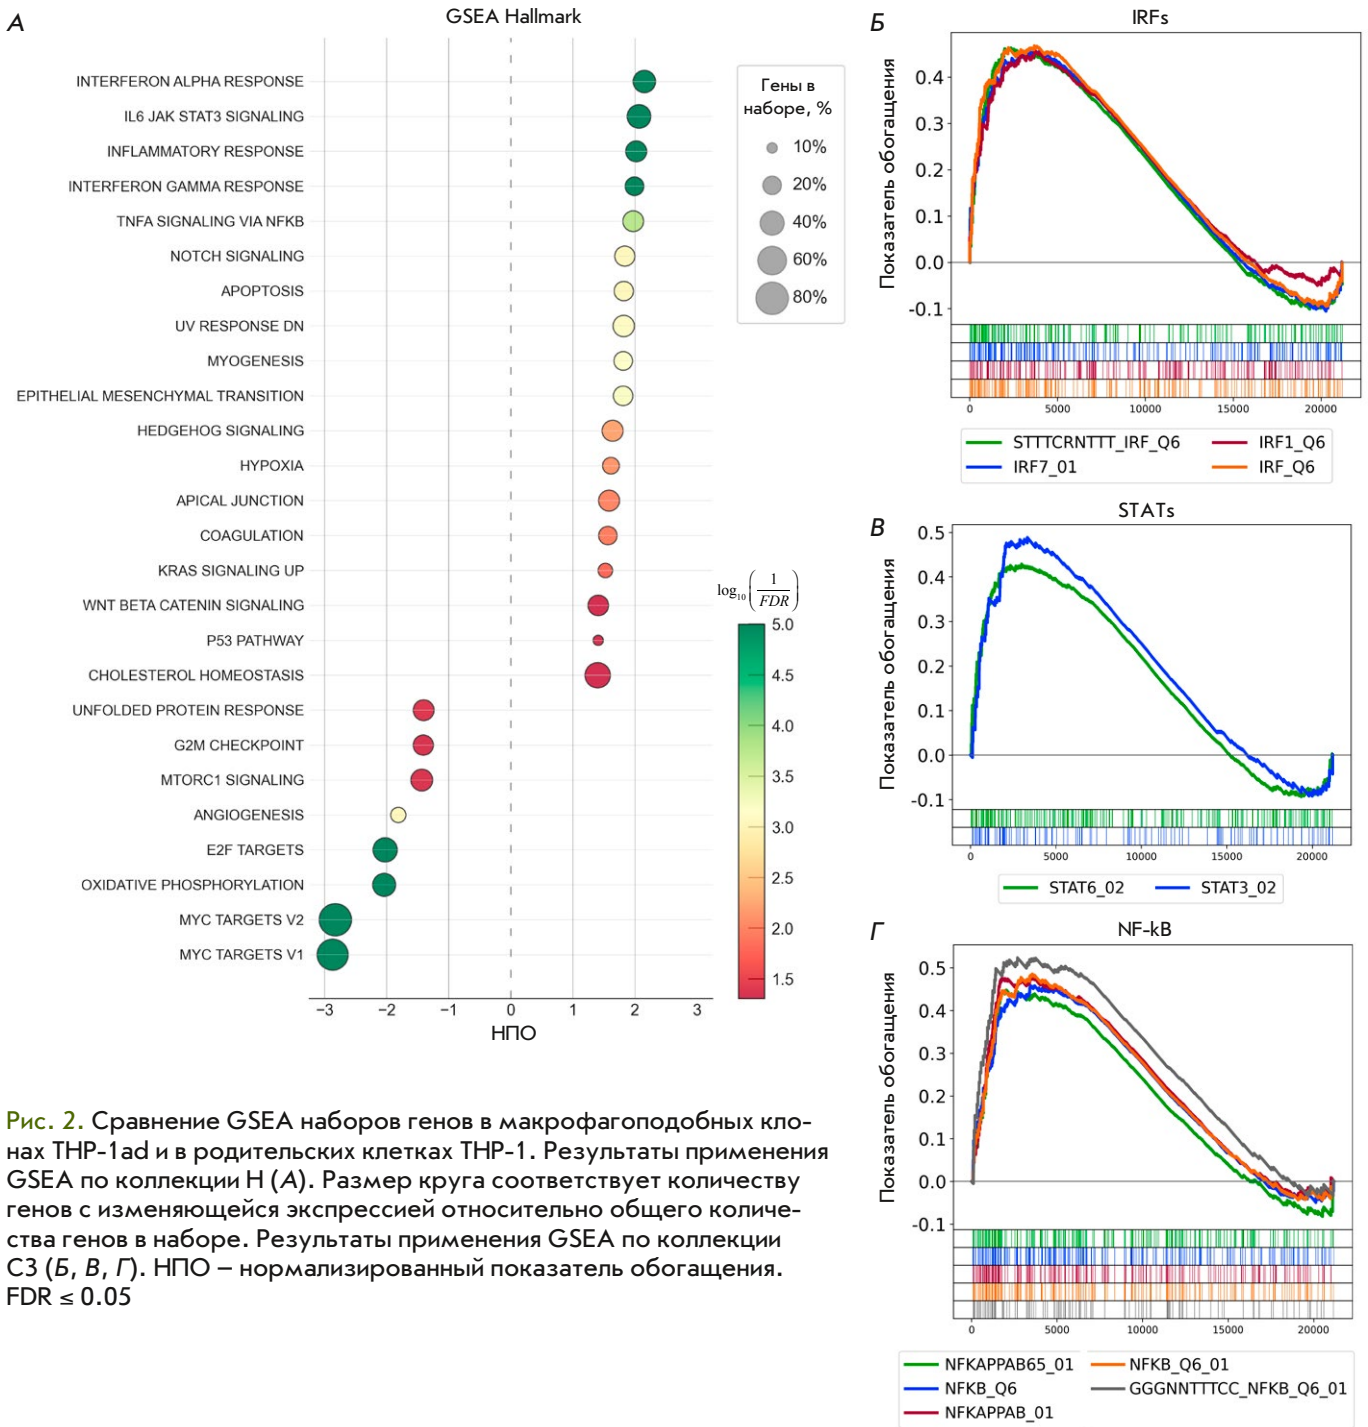 А
GSEA Hallmark
INTERFERON ALPHA RESPONSE
IL6 JAK STAT3 SIGNALING
INFLAMMATORY RESPONSE
INTERFERON GAMMA RESPONSE
TNFA SIGNALING VIA NFKB
NOTCH SIGNALING
APOPTOSIS
UV RESPONSE DN
MYOGENESIS
EPITHELIAL MESENCHYMAL TRANSITION
HEDGEHOG SIGNALING
HYPOXIA
APICAL JUNCTION
COAGULATION
KRAS SIGNALING UP
WNT BETA CATENIN SIGNALING
P53 PATHWAY
CHOLESTEROL HOMEOSTASIS
UNFOLDED PROTEIN RESPONSE
G2M CHECKPOINT
MTORC1 SIGNALING
ANGIOGENESIS
E2F TARGETS
OXIDATIVE PHOSPHORYLATION
MYC TARGETS V2
MYC TARGETS V1
−3 −2 −1 0 1 2 3
НПО
Гены в
наборе, %
10%
20%
40%
60%
80%
log10(1/FDR)
5.0
4.5
4.0
3.5
3.0
2.5
2.0
1.5
Б
IRFs
Показатель обогащения
0.4
0.3
0.2
0.1
0.0
-0.1
0 5000 10000 15000 20000
STTTCRNTTT_IRF_Q6 IRF1_Q6
IRF7_01 IRF_Q6
В
STATs
Показатель обогащения
0.5
0.4
0.3
0.2
0.1
0.0
-0.1
0 5000 10000 15000 20000
STAT6_02 STAT3_02
Г
NF-kB
Показатель обогащения
0.5
0.4
0.3
0.2
0.1
0.0
-0.1
0 5000 10000 15000 20000
NFKAPPAB65_01 NFKB_Q6_01
NFKB_Q6 GGGNNTTTCC_NFKB_Q6_01
NFKAPPAB_01
Рис. 2. Сравнение GSEA наборов генов в макрофагоподобных кло-
нах THP-1ad и в родительских клетках THP-1. Результаты применения
GSEA по коллекции H (А). Размер круга соответствует количеству
генов с изменяющейся экспрессией относительно общего количе-
ства генов в наборе. Результаты применения GSEA по коллекции
C3 (Б, В, Г). НПО – нормализированный показатель обогащения.
FDR ≤ 0.05